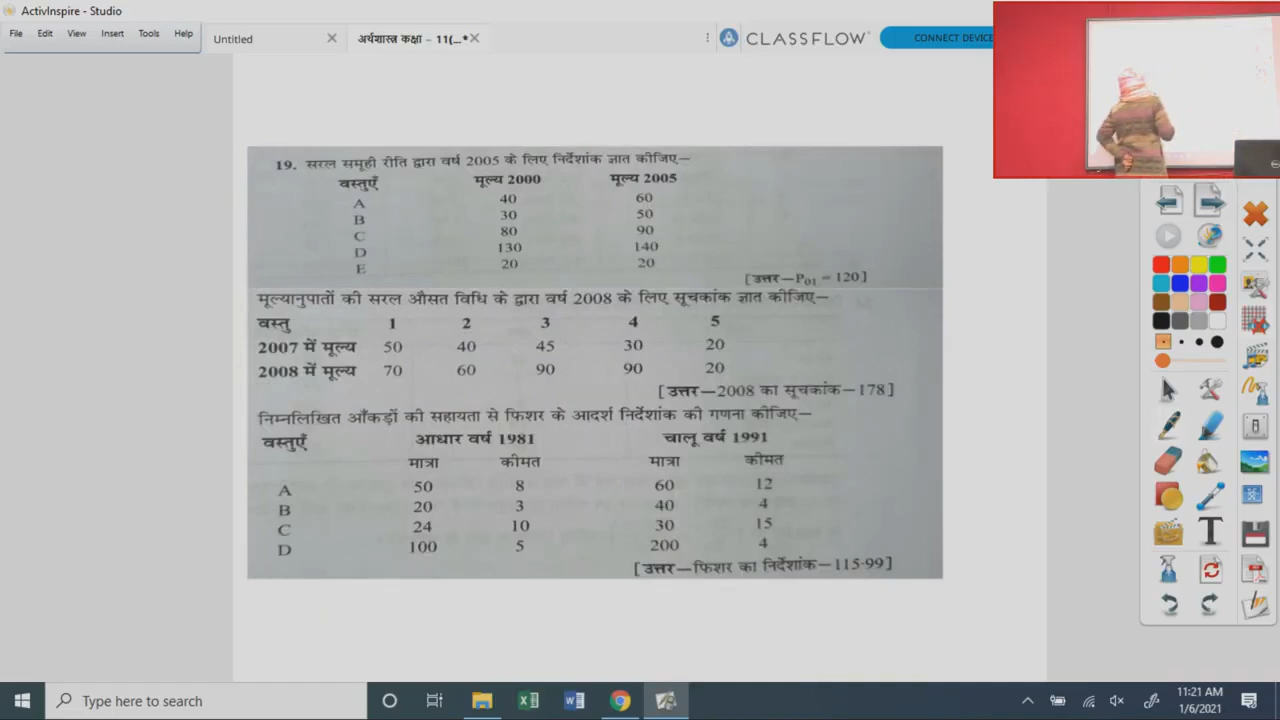 ActivInspire - Studio
File Edit View Insert Tools Help
Untitled
अर्थशास्त्र कक्षा - 11(...*
CLASSFLOW
CONNECT DEVICE
19. सरल समूही रीति द्वारा वर्ष 2005 के लिए निर्देशांक ज्ञात कीजिए–
वस्तुएँ मूल्य 2000 मूल्य 2005
A 40 60
B 30 50
C 80 90
D 130 140
E 20 20
[उत्तर–P01 = 120]
मूल्यानुपातों की सरल औसत विधि के द्वारा वर्ष 2008 के लिए सूचकांक ज्ञात कीजिए–
वस्तु 1 2 3 4 5
2007 में मूल्य 50 40 45 30 20
2008 में मूल्य 70 60 90 90 20
[उत्तर–2008 का सूचकांक–178]
निम्नलिखित आँकड़ों की सहायता से फिशर के आदर्श निर्देशांक की गणना कीजिए–
वस्तुएँ आधार वर्ष 1981 चालू वर्ष 1991
मात्रा कीमत मात्रा कीमत
A 50 8 60 12
B 20 3 40 4
C 24 10 30 15
D 100 5 200 4
[उत्तर–फिशर का निर्देशांक–115·99]
Type here to search
11:21 AM
1/6/2021